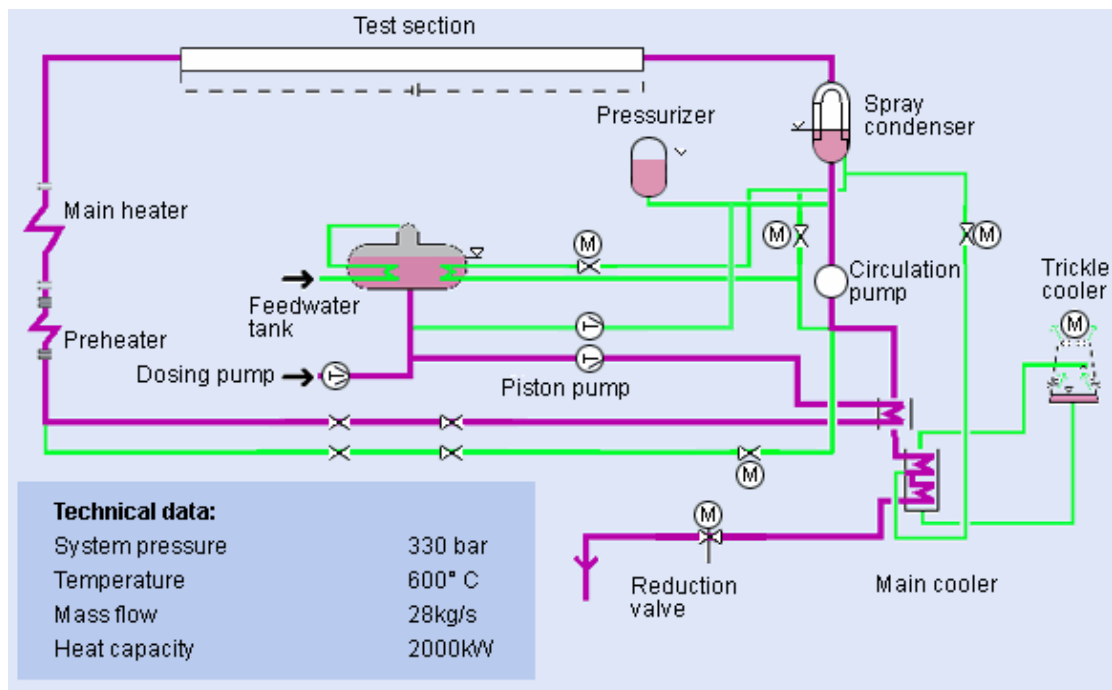 Test section
Pressurizer
Spray
condenser
Main heater
M
M
M
Circulation
pump
Trickle
cooler
M
Feedwater
tank
Preheater
Dosing pump
Piston pump
M
Technical data:
System pressure 330 bar
Temperature 600° C
Mass flow 28kg/s
Heat capacity 2000kW
M
Reduction
valve
Main cooler